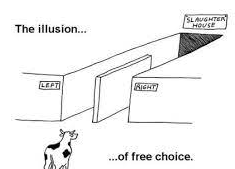 SLAUGHTER
HOUSE
The illusion...
LEFT
RIGHT
...of free choice.